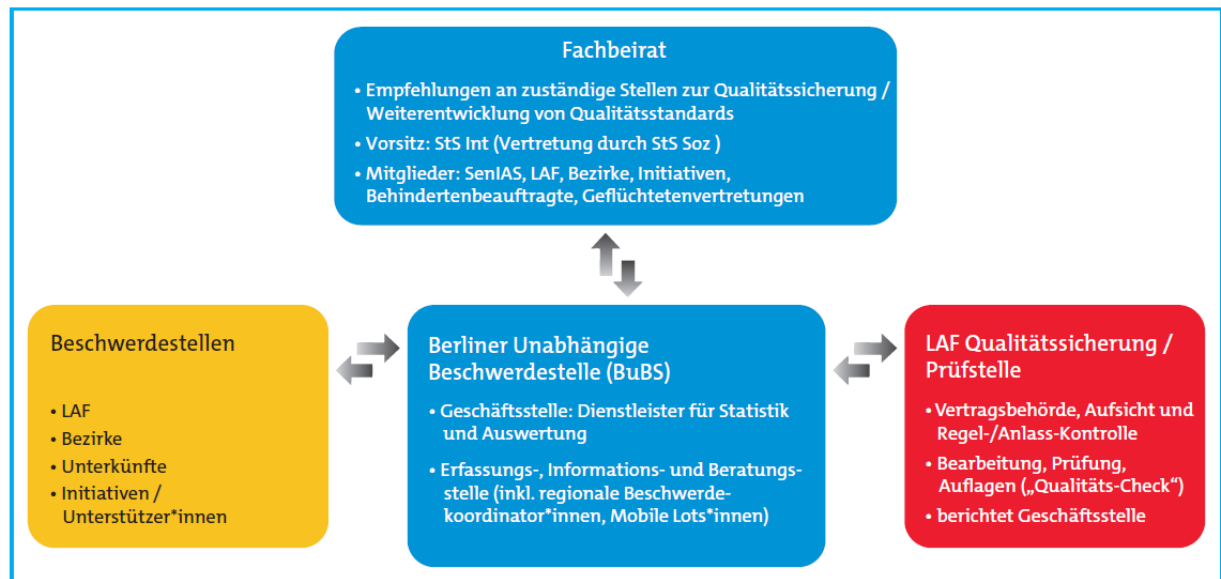 Fachbeirat
• Empfehlungen an zuständige Stellen zur Qualitätssicherung /
Weiterentwicklung von Qualitätsstandards
• Vorsitz: StS Int (Vertretung durch StS Soz )
• Mitglieder: SenIAS, LAF, Bezirke, Initiativen,
Behindertenbeauftragte, Geflüchtetenvertretungen
Beschwerdestellen
• LAF
• Bezirke
• Unterkünfte
• Initiativen /
Unterstützer*innen
Berliner Unabhängige
Beschwerdestelle (BuBS)
• Geschäftsstelle: Dienstleister für Statistik
und Auswertung
• Erfassungs-, Informations- und Beratungs-
stelle (inkl. regionale Beschwerde-
koordinator*innen, Mobile Lots*innen)
LAF Qualitätssicherung /
Prüfstelle
• Vertragsbehörde, Aufsicht und
Regel-/Anlass-Kontrolle
• Bearbeitung, Prüfung,
Auflagen („Qualitäts-Check“)
• berichtet Geschäftsstelle